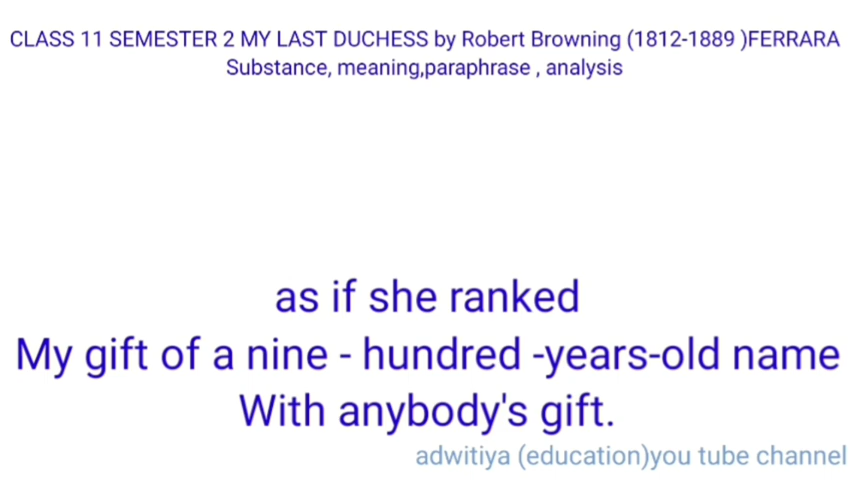 CLASS 11 SEMESTER 2 MY LAST DUCHESS by Robert Browning (1812-1889 )FERRARA
Substance, meaning,paraphrase , analysis
as if she ranked
My gift of a nine - hundred -years-old name
With anybody's gift.
adwitiya (education)you tube channel